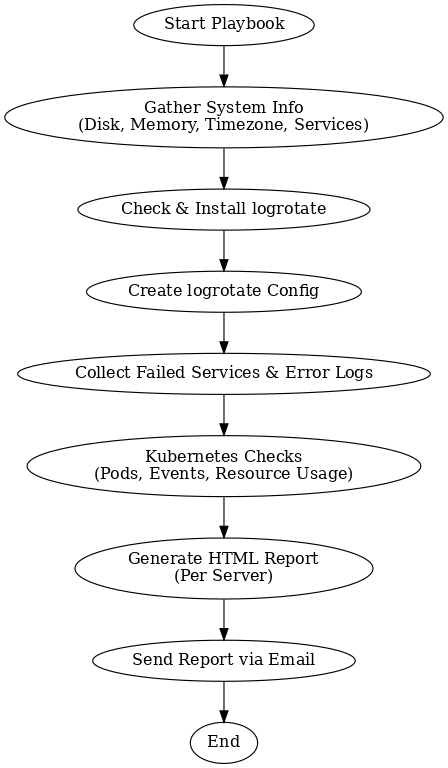 Start Playbook
Gather System Info
(Disk, Memory, Timezone, Services)
Check & Install logrotate
Create logrotate Config
Collect Failed Services & Error Logs
Kubernetes Checks
(Pods, Events, Resource Usage)
Generate HTML Report
(Per Server)
Send Report via Email
End